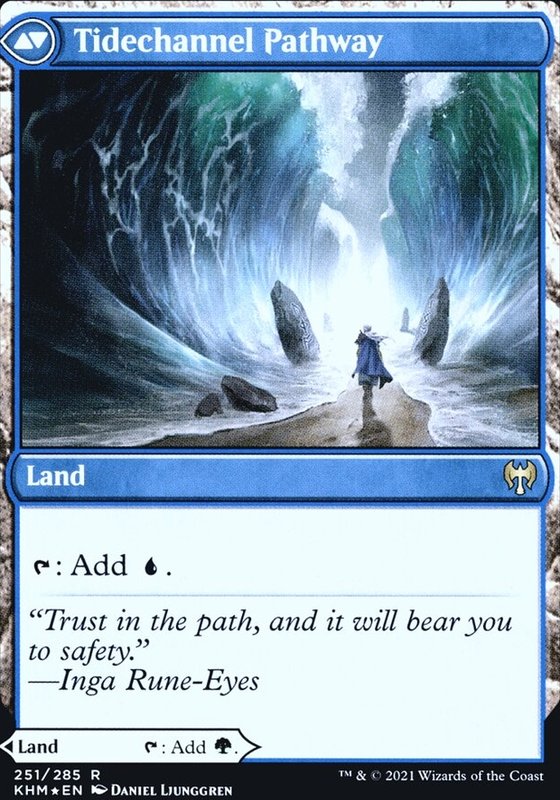 Tidechannel Pathway
Land
: Add .
“Trust in the path, and it will bear you
to safety.”
—Inga Rune-Eyes
Land : Add .
251/285 R
KHM★EN Daniel Ljunggren
™ & © 2021 Wizards of the Coast